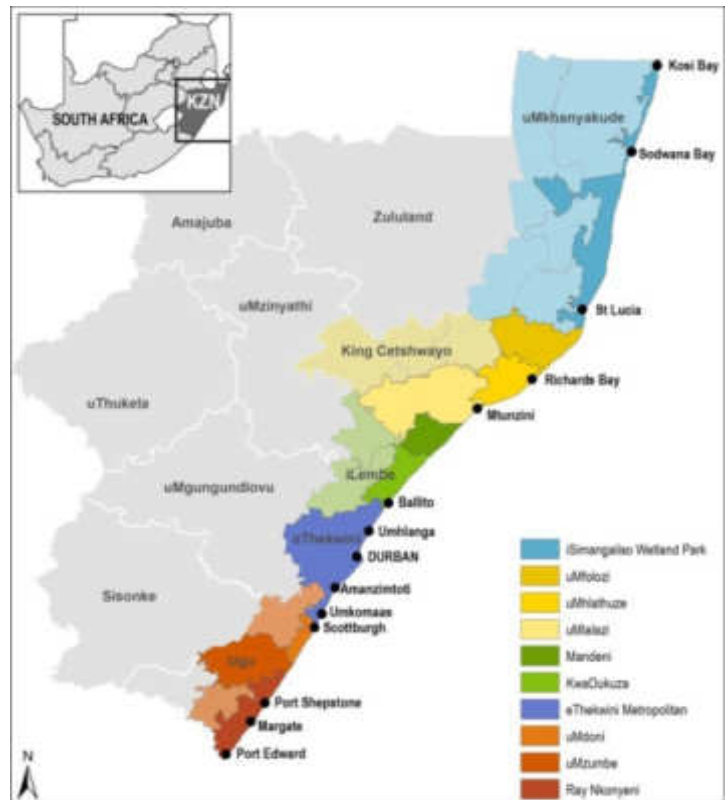 SOUTH AFRICA
KZN
Kosi Bay
uMkhanyakude
Sodwana Bay
Amajuba
Zululand
uMzinyathi
St Lucia
King Cetshwayo
Richards Bay
uThukela
Mtunzini
iLembe
uMgungundlovu
Ballito
Umhlanga
eThekwini
DURBAN
Amanzimtoti
Sisonke
Umkomaas
Scottburgh
Ugu
Port Shepstone
Margate
Port Edward
N
iSimangaliso Wetland Park
uMfolozi
uMhlathuze
uMlalazi
Mandeni
KwaDukuza
eThekwini Metropolitan
uMdoni
uMzumbe
Ray Nkonyeni